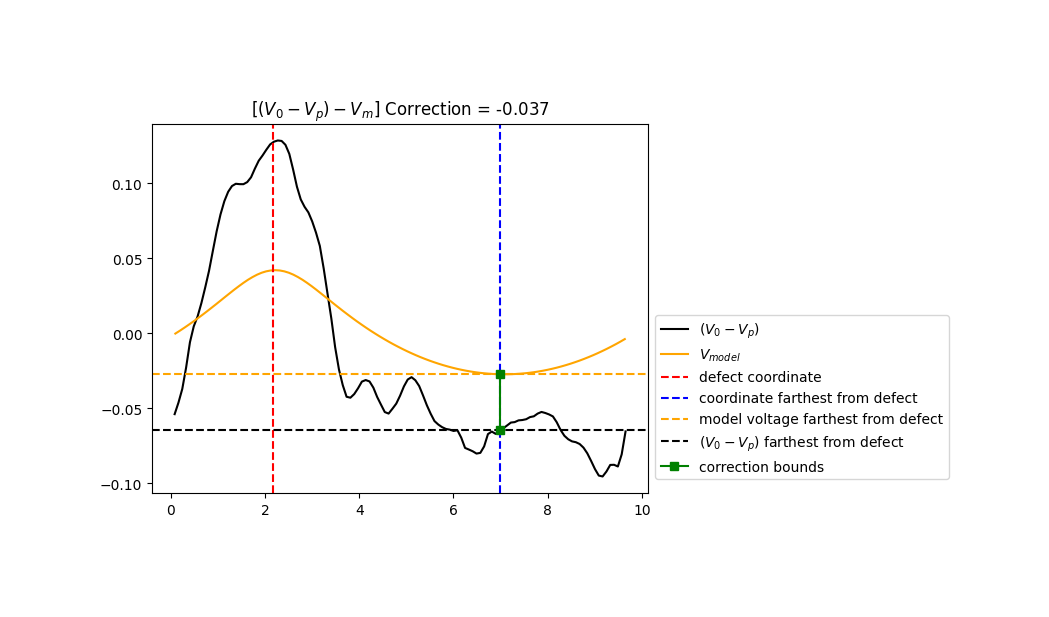 [(V₀ − Vₚ) − Vₘ] Correction = -0.037
0.10
0.05
0.00
−0.05
−0.10
0 2 4 6 8 10
(V₀ − Vₚ)
V_model
defect coordinate
coordinate farthest from defect
model voltage farthest from defect
(V₀ − Vₚ) farthest from defect
correction bounds